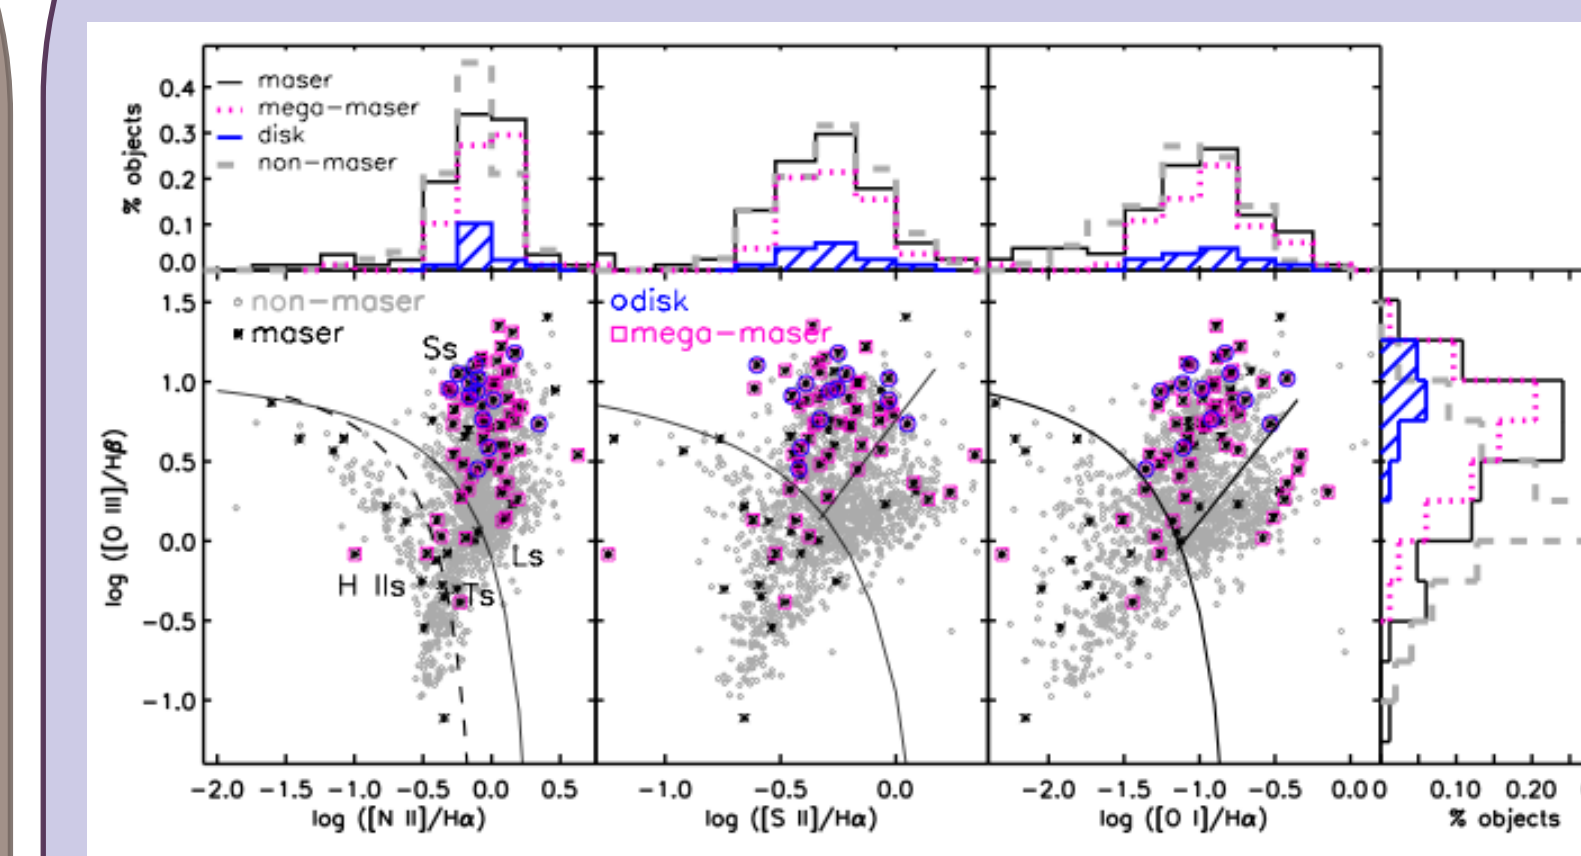 maser
mega-maser
disk
non-maser
% objects
0.4
0.3
0.2
0.1
0.0
non-maser
maser
Ss
H IIs
Ts
Ls
disk
mega-maser
log ([O III]/Hβ)
1.5
1.0
0.5
0.0
−0.5
−1.0
−2.0 −1.5 −1.0 −0.5 0.0 0.5
−1.0 −0.5 0.0
−2.0 −1.5 −1.0 −0.5 0.0
0 0.10 0.20
log ([N II]/Hα)
log ([S II]/Hα)
log ([O I]/Hα)
% objects